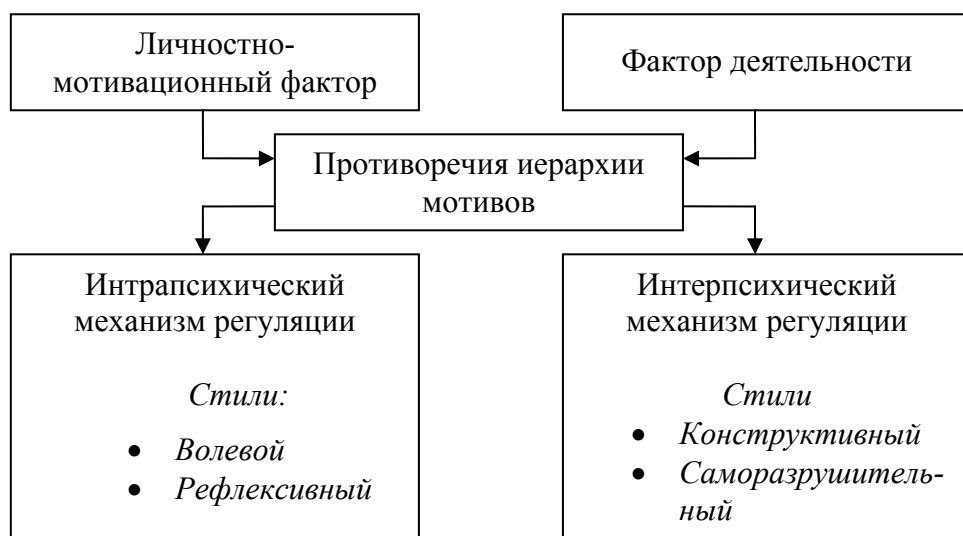 Личностно-
мотивационный фактор
Фактор деятельности
Противоречия иерархии
мотивов
Интрапсихический
механизм регуляции
Стили:
• Волевой
• Рефлексивный
Интерпсихический
механизм регуляции
Стили
• Конструктивный
• Саморазрушитель-
ный